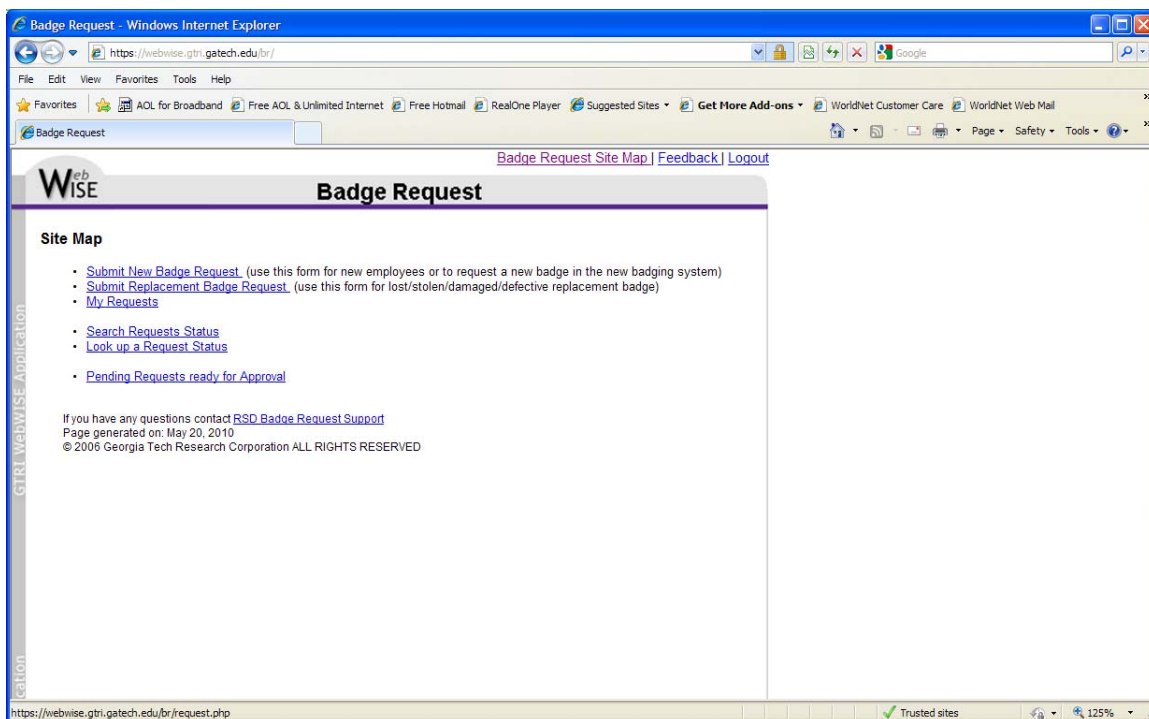 Badge Request - Windows Internet Explorer
https://webwise.gtri.gatech.edu/br/
Google
File Edit View Favorites Tools Help
Favorites AOL for Broadband Free AOL & Unlimited Internet Free Hotmail RealOne Player Suggested Sites Get More Add-ons WorldNet Customer Care WorldNet Web Mail
Badge Request
Page Safety Tools
Badge Request Site Map | Feedback | Logout
Web WISE
Badge Request
Site Map
• Submit New Badge Request (use this form for new employees or to request a new badge in the new badging system)
• Submit Replacement Badge Request (use this form for lost/stolen/damaged/defective replacement badge)
• My Requests
• Search Requests Status
• Look up a Request Status
• Pending Requests ready for Approval
If you have any questions contact RSD Badge Request Support
Page generated on: May 20, 2010
© 2006 Georgia Tech Research Corporation ALL RIGHTS RESERVED
GTRI WebWISE Application
cation
https://webwise.gtri.gatech.edu/br/request.php
Trusted sites
125%